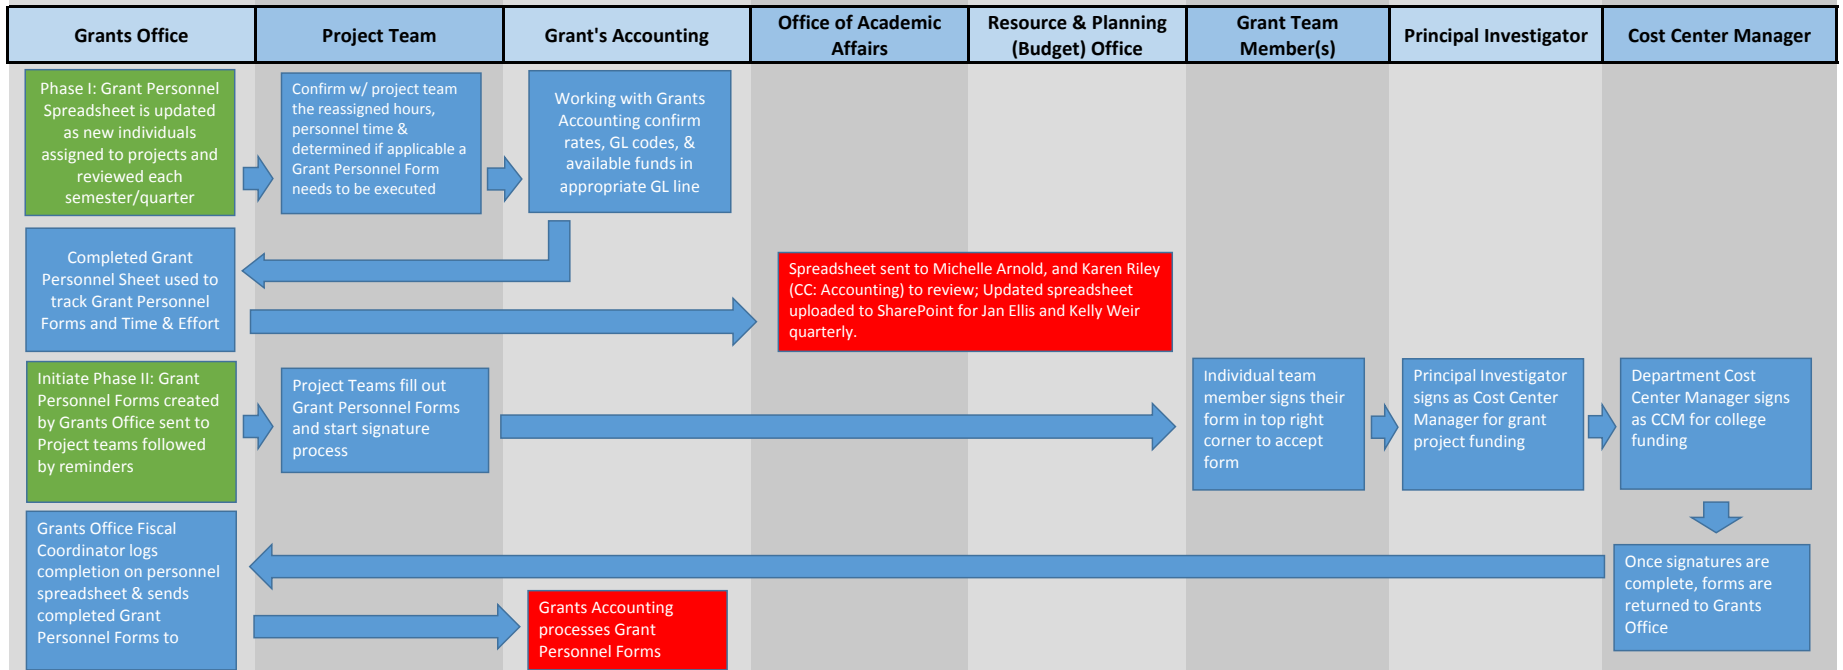 Grants Office
Project Team
Grant's Accounting
Office of Academic
Affairs
Resource & Planning
(Budget) Office
Grant Team
Member(s)
Principal Investigator
Cost Center Manager
Phase I: Grant Personnel
Spreadsheet is updated
as new individuals
assigned to projects and
reviewed each
semester/quarter
Confirm w/ project team
the reassigned hours,
personnel time &
determined if applicable a
Grant Personnel Form
needs to be executed
Working with Grants
Accounting confirm
rates, GL codes, &
available funds in
appropriate GL line
Completed Grant
Personnel Sheet used to
track Grant Personnel
Forms and Time & Effort
Spreadsheet sent to Michelle Arnold, and Karen Riley
(CC: Accounting) to review; Updated spreadsheet
uploaded to SharePoint for Jan Ellis and Kelly Weir
quarterly.
Initiate Phase II: Grant
Personnel Forms created
by Grants Office sent to
Project teams followed
by reminders
Project Teams fill out
Grant Personnel Forms
and start signature
process
Individual team
member signs their
form in top right
corner to accept
form
Principal Investigator
signs as Cost Center
Manager for grant
project funding
Department Cost
Center Manager signs
as CCM for college
funding
Grants Office Fiscal
Coordinator logs
completion on personnel
spreadsheet & sends
completed Grant
Personnel Forms to
Grants Accounting
processes Grant
Personnel Forms
Once signatures are
complete, forms are
returned to Grants
Office